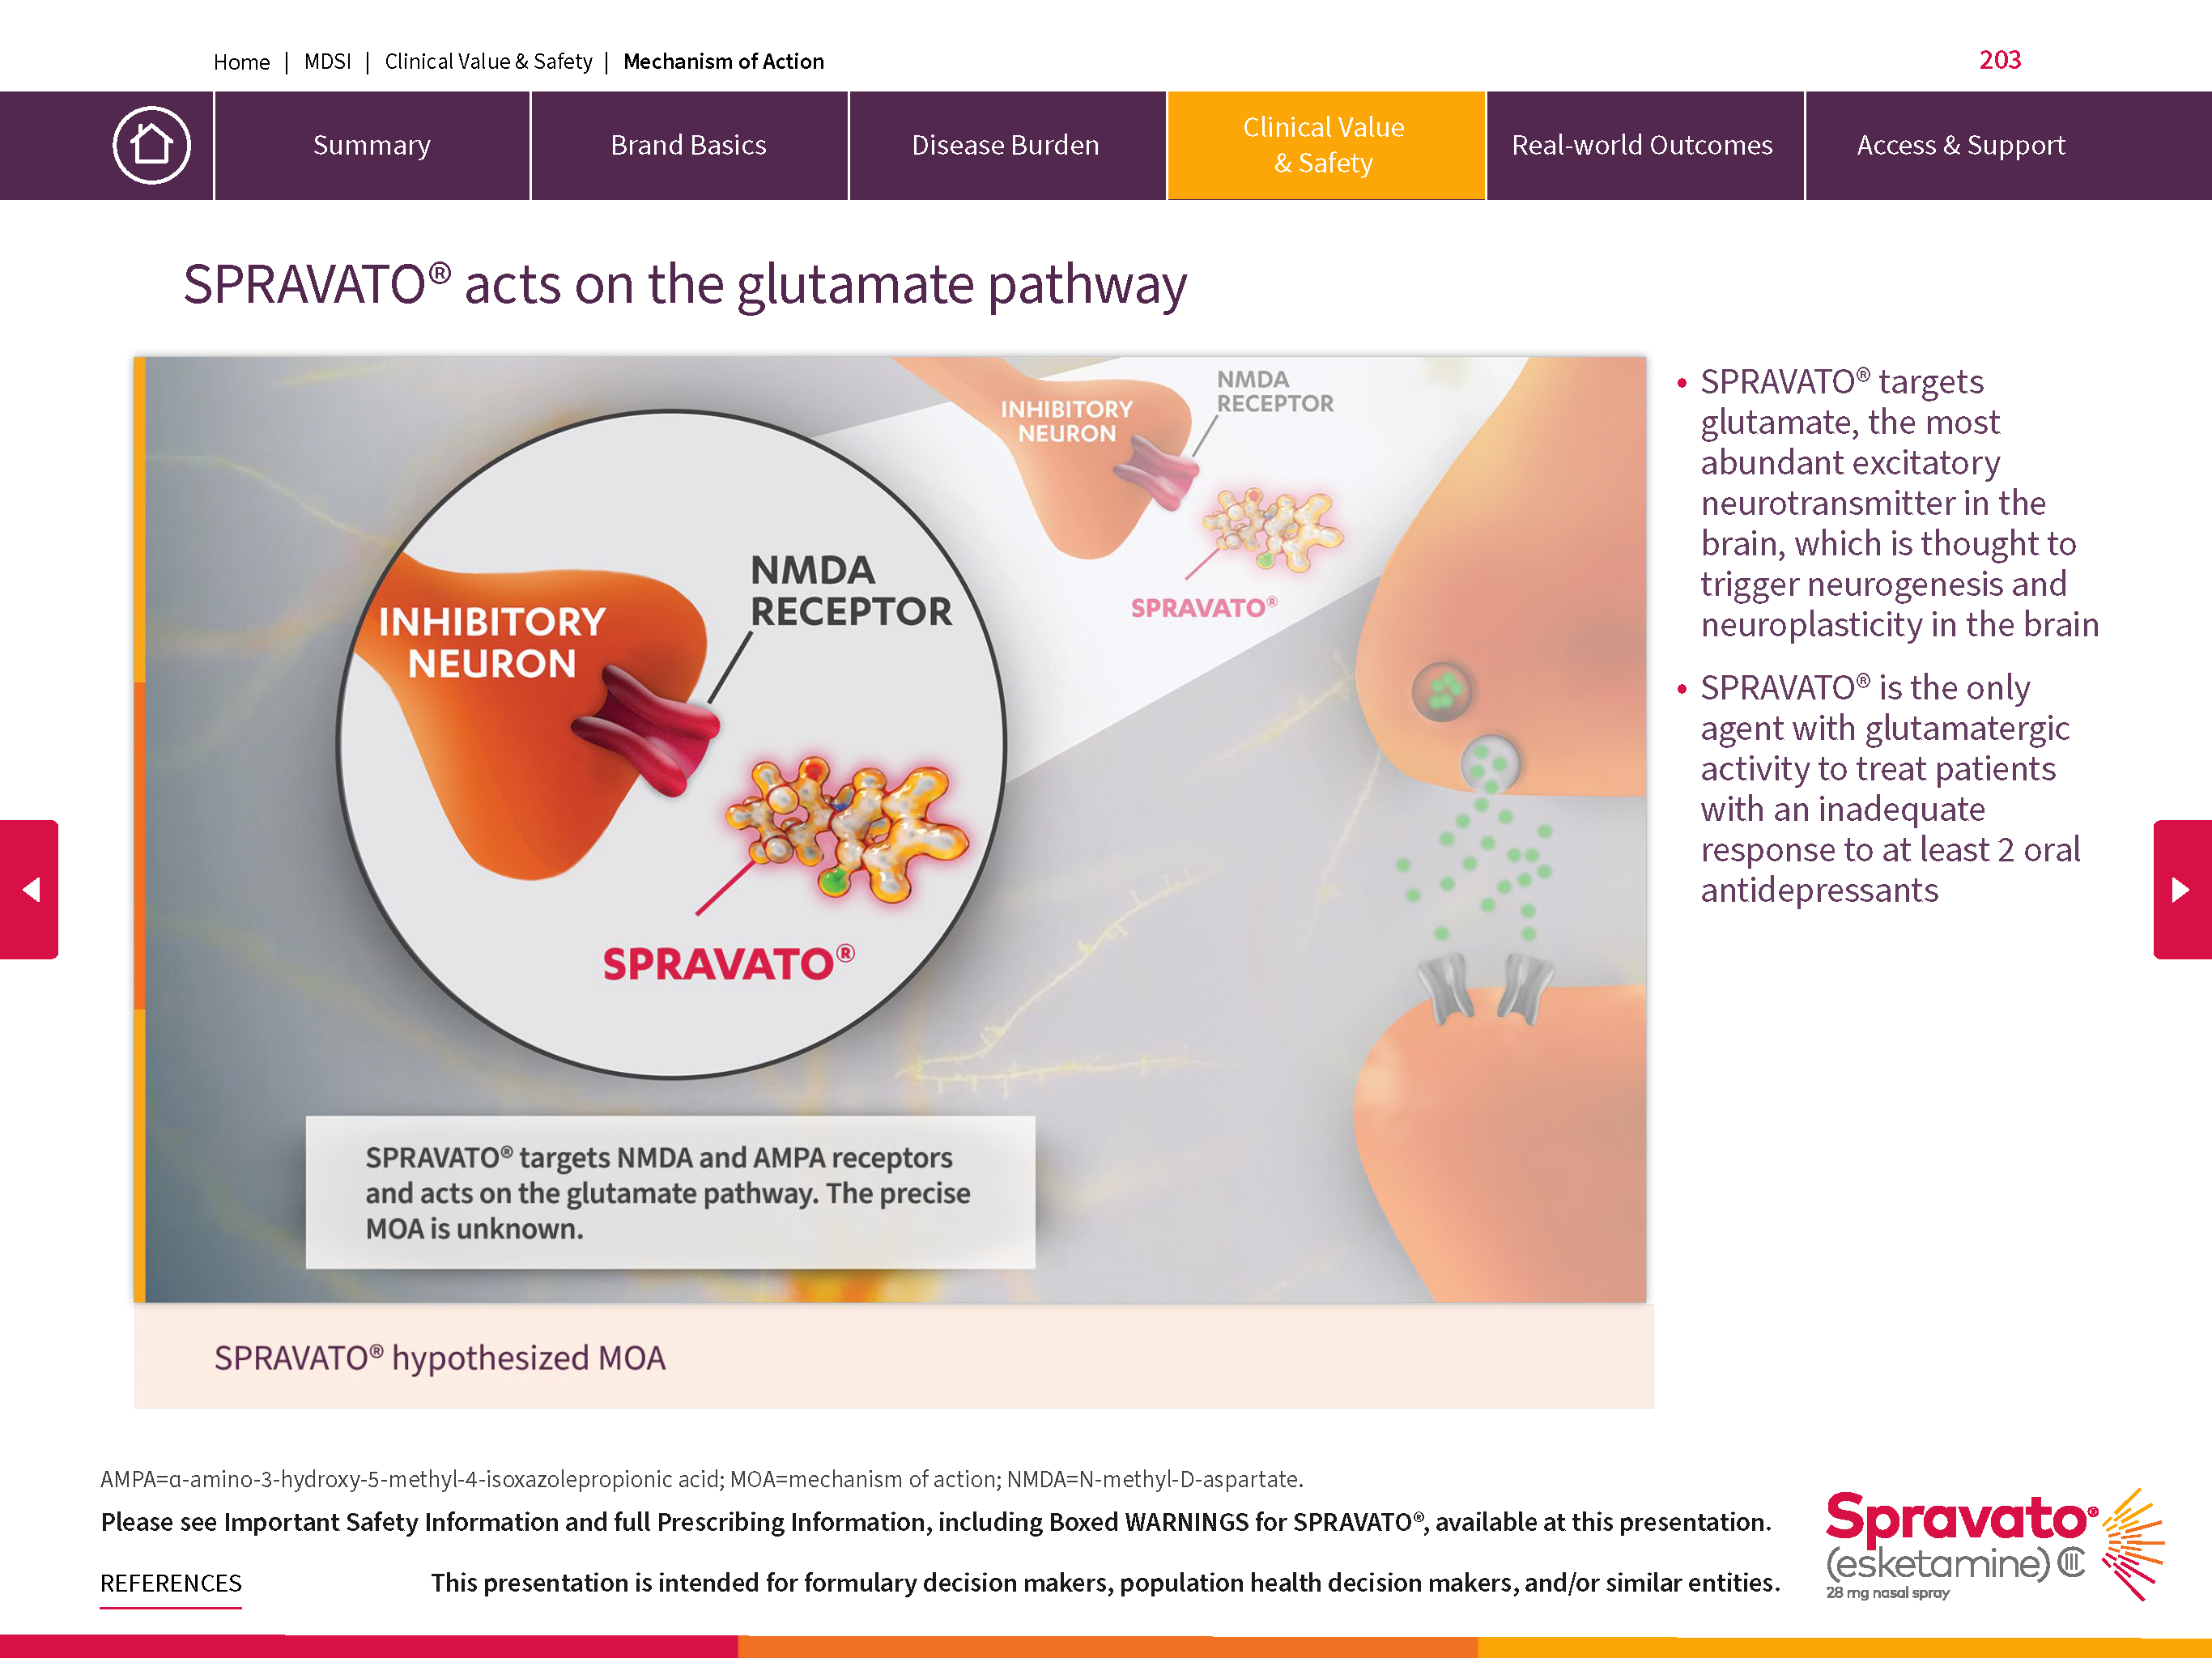 Home | MDSI | Clinical Value & Safety | Mechanism of Action
203
Summary
Brand Basics
Disease Burden
Clinical Value
& Safety
Real-world Outcomes
Access & Support
SPRAVATO® acts on the glutamate pathway
INHIBITORY
NEURON
NMDA
RECEPTOR
SPRAVATO®
INHIBITORY
NEURON
NMDA
RECEPTOR
SPRAVATO®
SPRAVATO® targets NMDA and AMPA receptors
and acts on the glutamate pathway. The precise
MOA is unknown.
SPRAVATO® hypothesized MOA
• SPRAVATO® targets
glutamate, the most
abundant excitatory
neurotransmitter in the
brain, which is thought to
trigger neurogenesis and
neuroplasticity in the brain
• SPRAVATO® is the only
agent with glutamatergic
activity to treat patients
with an inadequate
response to at least 2 oral
antidepressants
AMPA=α-amino-3-hydroxy-5-methyl-4-isoxazolepropionic acid; MOA=mechanism of action; NMDA=N-methyl-D-aspartate.
Please see Important Safety Information and full Prescribing Information, including Boxed WARNINGS for SPRAVATO®, available at this presentation.
REFERENCES
This presentation is intended for formulary decision makers, population health decision makers, and/or similar entities.
Spravato®
(esketamine) CIII
28 mg nasal spray